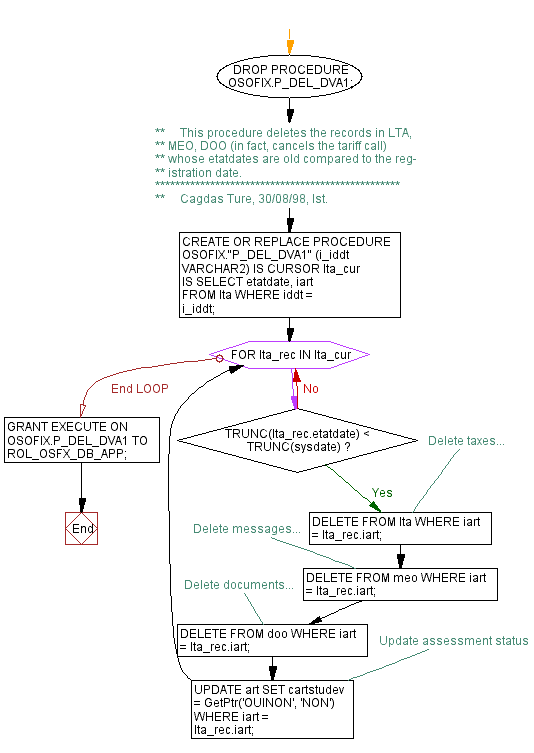 DROP PROCEDURE
OSOFIX.P_DEL_DVA1;
** This procedure deletes the records in LTA,
** MEO, DOO (in fact, cancels the tariff call)
** whose etatdates are old compared to the reg-
** istration date.
*************************************************
** Cagdas Ture, 30/08/98, Ist.
CREATE OR REPLACE PROCEDURE
OSOFIX."P_DEL_DVA1" (i_iddt
VARCHAR2) IS CURSOR lta_cur
IS SELECT etatdate, iart
FROM lta WHERE iddt =
i_iddt;
FOR lta_rec IN lta_cur
End LOOP
No
GRANT EXECUTE ON
OSOFIX.P_DEL_DVA1 TO
ROL_OSFX_DB_APP;
TRUNC(lta_rec.etatdate) <
TRUNC(sysdate) ?
Delete taxes...
End
Yes
DELETE FROM lta WHERE iart
= lta_rec.iart;
Delete messages...
DELETE FROM meo WHERE iart
= lta_rec.iart;
Delete documents...
DELETE FROM doo WHERE iart
= lta_rec.iart;
Update assessment status
UPDATE art SET cartstudev
= GetPtr('OUINON', 'NON')
WHERE iart =
lta_rec.iart;